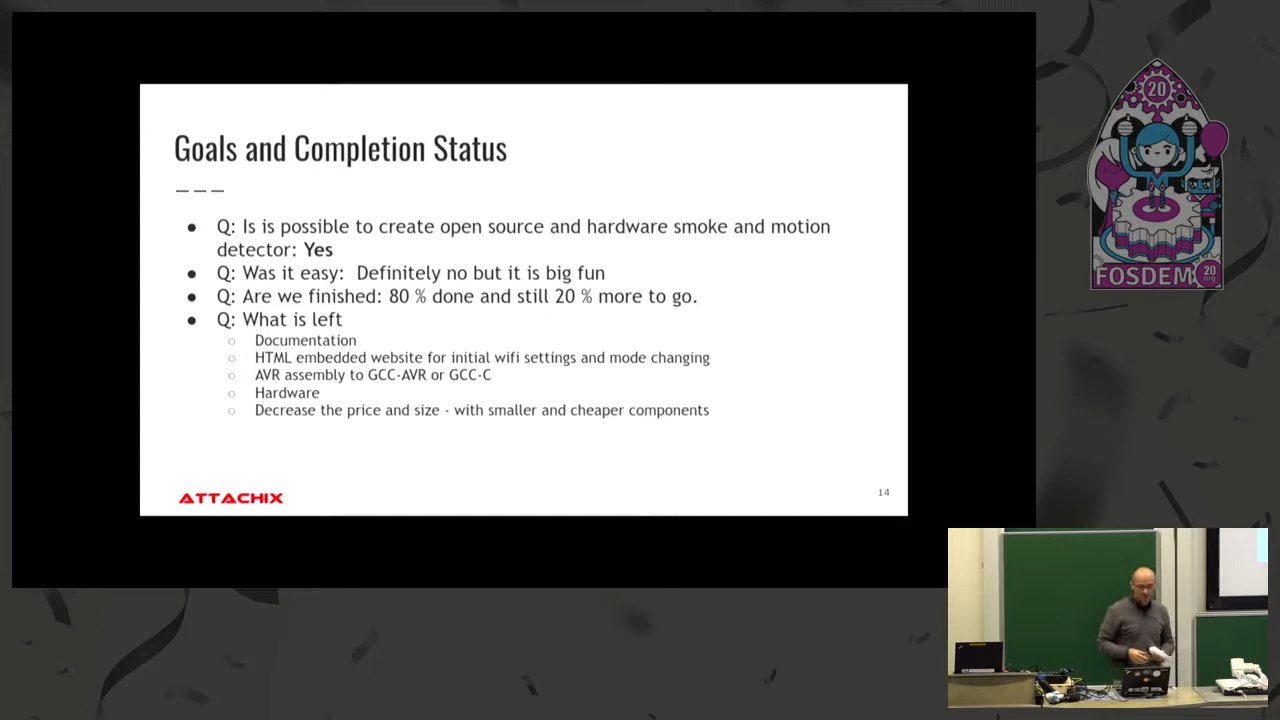 Goals and Completion Status
Q: Is is possible to create open source and hardware smoke and motion
detector: Yes
Q: Was it easy: Definitely no but it is big fun
Q: Are we finished: 80 % done and still 20 % more to go.
Q: What is left
Documentation
HTML embedded website for initial wifi settings and mode changing
AVR assembly to GCC-AVR or GCC-C
Hardware
Decrease the price and size - with smaller and cheaper components
ATTACHIX
14
20
FOSDEM
20
.org